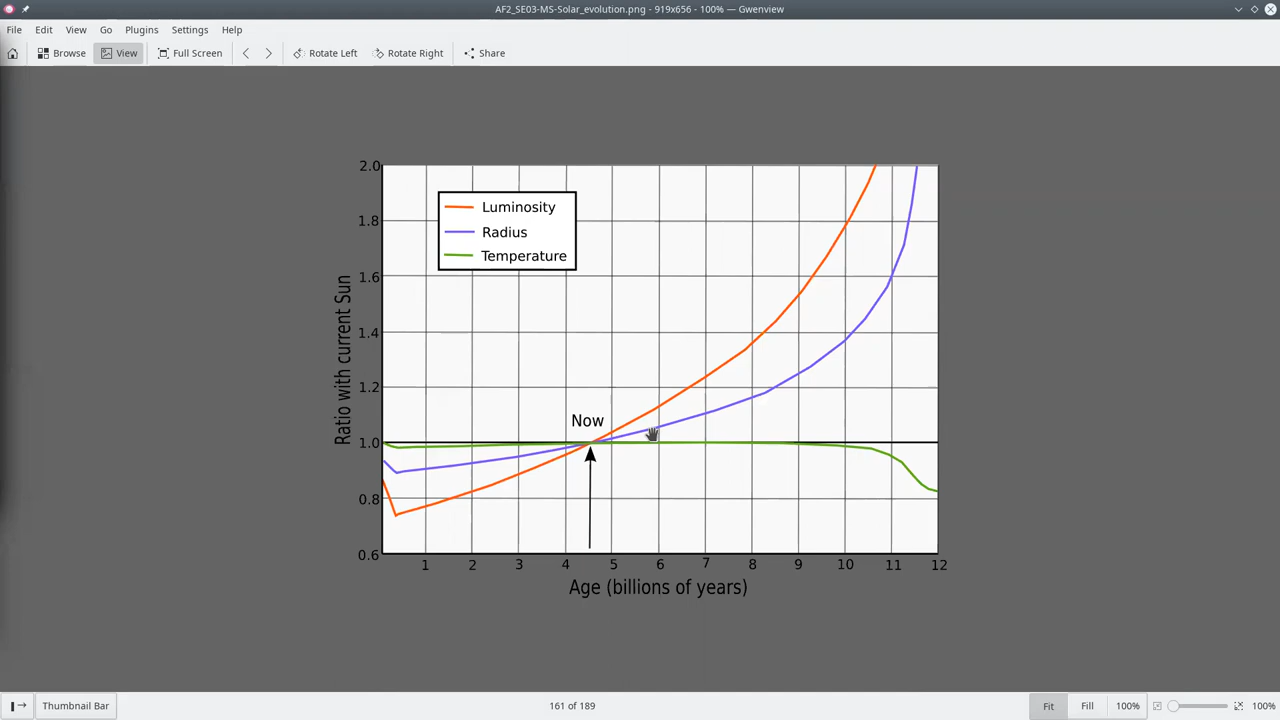 AF2_SE03-MS-Solar_evolution.png - 919x656 - 100% — Gwenview
File Edit View Go Plugins Settings Help
Browse View Full Screen Rotate Left Rotate Right Share
2.0
1.8
1.6
1.4
1.2
1.0
0.8
0.6
Ratio with current Sun
Luminosity
Radius
Temperature
Now
1 2 3 4 5 6 7 8 9 10 11 12
Age (billions of years)
Thumbnail Bar 161 of 189 Fit Fill 100% 100%